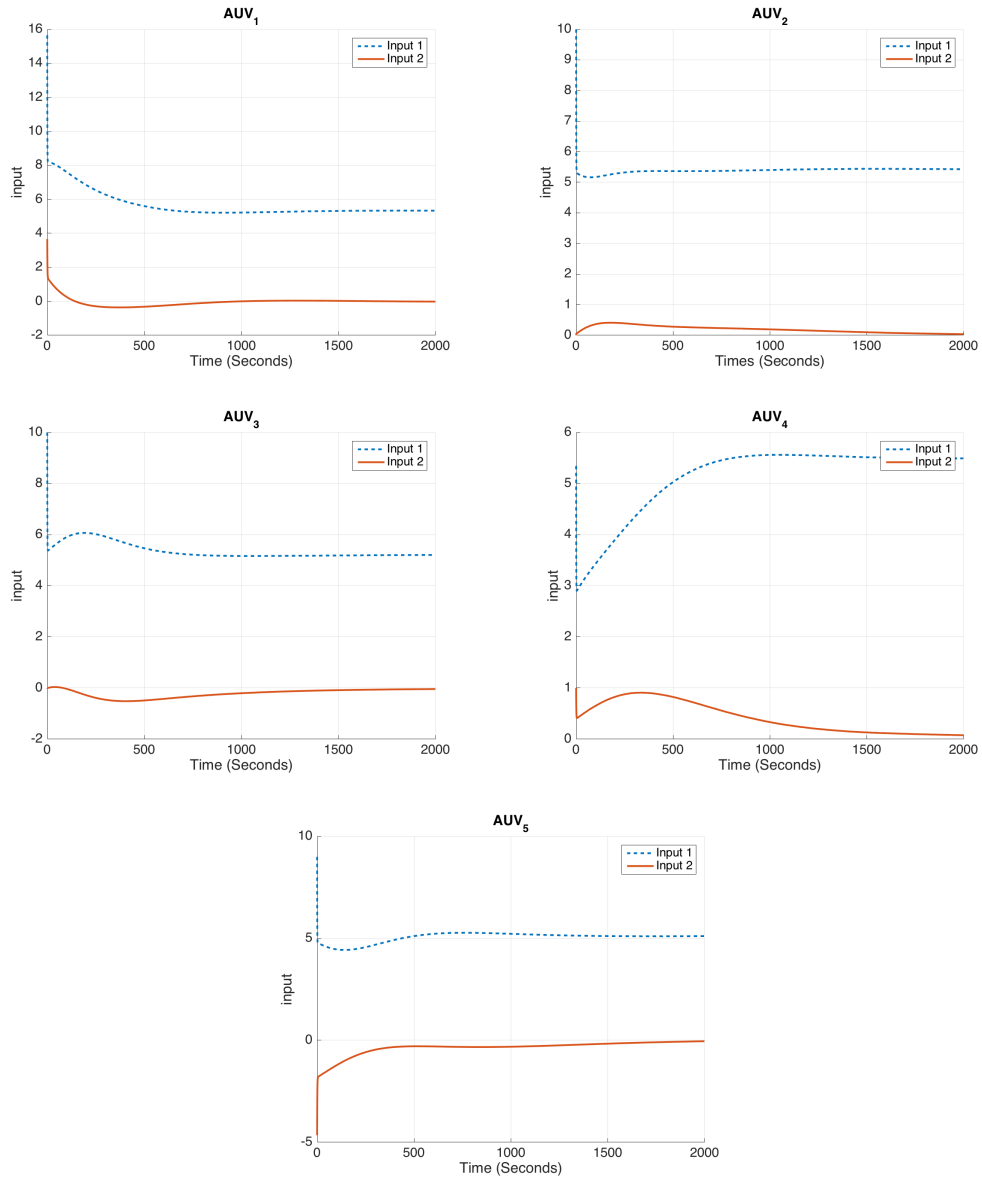 AUV1
16
14
12
10
8
6
4
2
0
-2
input
0 500 1000 1500 2000
Time (Seconds)
Input 1
Input 2
AUV2
10
9
8
7
6
5
4
3
2
1
0
input
0 500 1000 1500 2000
Times (Seconds)
Input 1
Input 2
AUV3
10
8
6
4
2
0
-2
input
0 500 1000 1500 2000
Time (Seconds)
Input 1
Input 2
AUV4
6
5
4
3
2
1
0
input
0 500 1000 1500 2000
Time (Seconds)
Input 1
Input 2
AUV5
10
5
0
-5
input
0 500 1000 1500 2000
Time (Seconds)
Input 1
Input 2